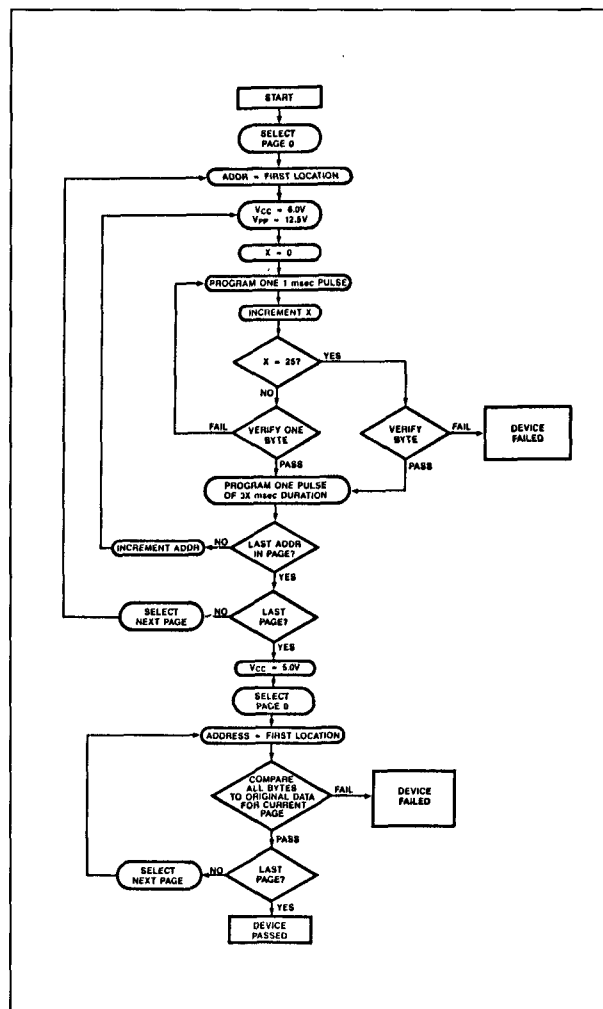 START
SELECT
PAGE 0
ADDR = FIRST LOCATION
VCC = 6.0V
VPP = 12.5V
X = 0
PROGRAM ONE 1 msec PULSE
INCREMENT X
X = 25?
YES
NO
FAIL
VERIFY ONE
BYTE
VERIFY
BYTE
FAIL
DEVICE
FAILED
PASS
PASS
PROGRAM ONE PULSE
OF 3X msec DURATION
INCREMENT ADDR
NO
LAST ADDR
IN PAGE?
YES
SELECT
NEXT PAGE
NO
LAST
PAGE?
YES
VCC = 5.0V
SELECT
PAGE 0
ADDRESS = FIRST LOCATION
COMPARE
ALL BYTES
TO ORIGINAL DATA
FOR CURRENT
PAGE
FAIL
DEVICE
FAILED
PASS
SELECT
NEXT PAGE
NO
LAST
PAGE?
YES
DEVICE
PASSED